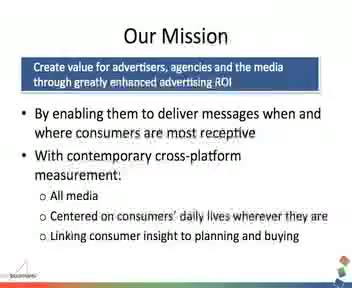 Our Mission
Create value for advertisers, agencies and the media
through greatly enhanced advertising ROI
• By enabling them to deliver messages when and
where consumers are most receptive
• With contemporary cross-platform
measurement:
o All media
o Centered on consumers' daily lives wherever they are
o Linking consumer insight to planning and buying